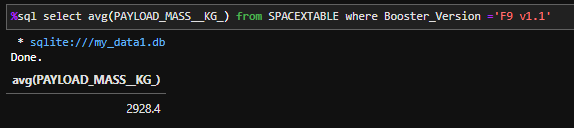 %sql select avg(PAYLOAD_MASS__KG_) from SPACEXTABLE where Booster_Version ='F9 v1.1'
* sqlite:///my_data1.db
Done.
avg(PAYLOAD_MASS__KG_)
2928.4